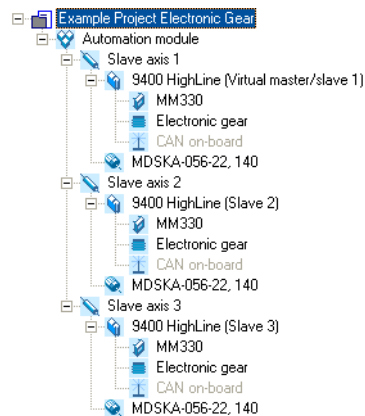 Example Project Electronic Gear
Automation module
Slave axis 1
9400 HighLine (Virtual master/slave 1)
MM330
Electronic gear
CAN on-board
MDSKA-056-22, 140
Slave axis 2
9400 HighLine (Slave 2)
MM330
Electronic gear
CAN on-board
MDSKA-056-22, 140
Slave axis 3
9400 HighLine (Slave 3)
MM330
Electronic gear
CAN on-board
MDSKA-056-22, 140